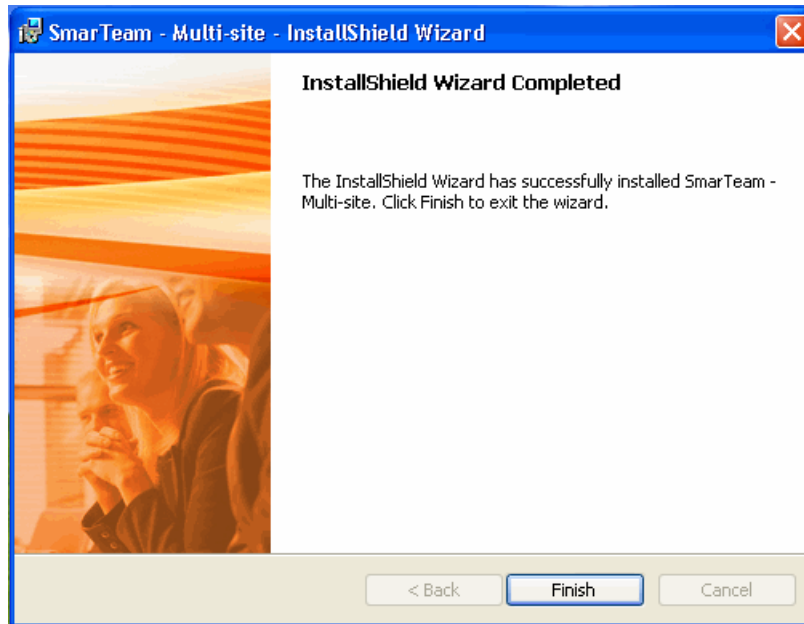 SmarTeam - Multi-site - InstallShield Wizard
InstallShield Wizard Completed
The InstallShield Wizard has successfully installed SmarTeam -
Multi-site. Click Finish to exit the wizard.
< Back
Finish
Cancel